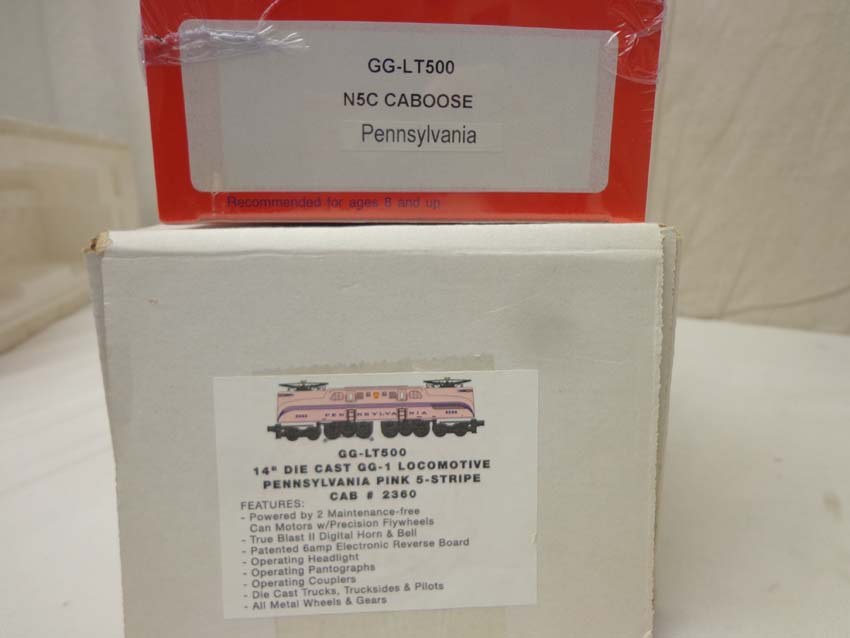 GG-LT500
N5C CABOOSE
Pennsylvania
Recommended for ages 8 and up
PENNSYLVANIA
GG-LT500
14" DIE CAST GG-1 LOCOMOTIVE
PENNSYLVANIA PINK 5-STRIPE
CAB # 2360
FEATURES:
- Powered by 2 Maintenance-free
Can Motors w/Precision Flywheels
- True Blast II Digital Horn & Bell
- Patented 6amp Electronic Reverse Board
- Operating Headlight
- Operating Pantographs
- Operating Couplers
- Die Cast Trucks, Trucksides & Pilots
- All Metal Wheels & Gears